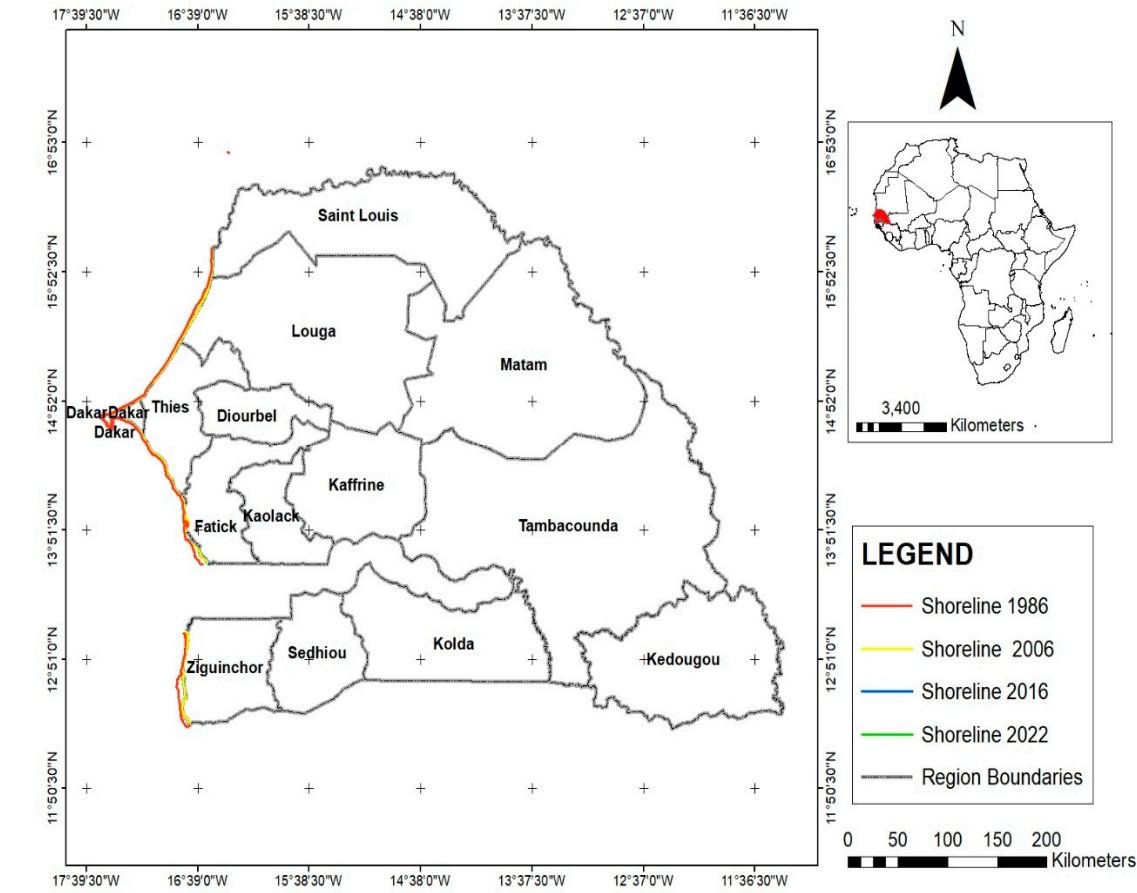 17°39'30"W 16°39'0"W 15°38'30"W 14°38'0"W 13°37'30"W 12°37'0"W 11°36'30"W
N
16°53'0"N
16°53'0"N
Saint Louis
15°52'30"N
15°52'30"N
Louga
Matam
14°52'0"N
14°52'0"N
DakarDakar
Thies
Dakar
Diourbel
3,400
Kilometers
Kaffrine
Kaolack
Fatick
Tambacounda
13°51'30"N
13°51'30"N
LEGEND
Shoreline 1986
Shoreline 2006
Shoreline 2016
Shoreline 2022
Region Boundaries
Ziguinchor
Sedhiou
Kolda
Kedougou
12°51'0"N
12°51'0"N
11°50'30"N
11°50'30"N
0 50 100 150 200
Kilometers
17°39'30"W 16°39'0"W 15°38'30"W 14°38'0"W 13°37'30"W 12°37'0"W 11°36'30"W